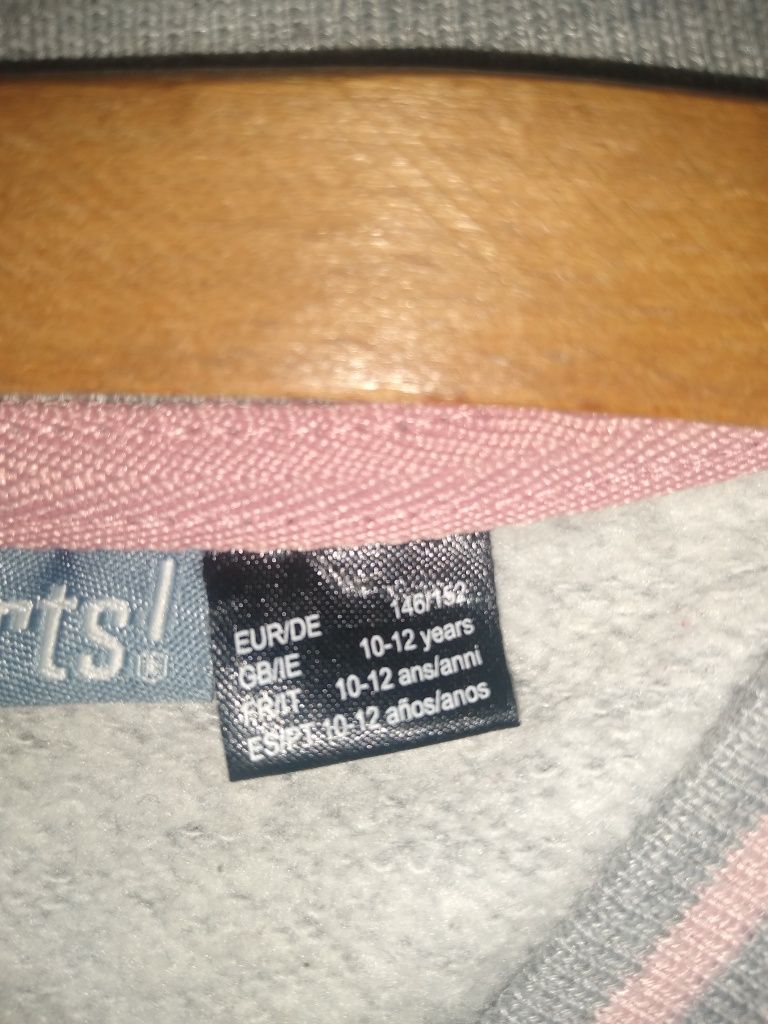 rts!
EUR/DE 146/152
GB/IE 10-12 years
FR/IT 10-12 ans/anni
ES/PT 10-12 años/anos